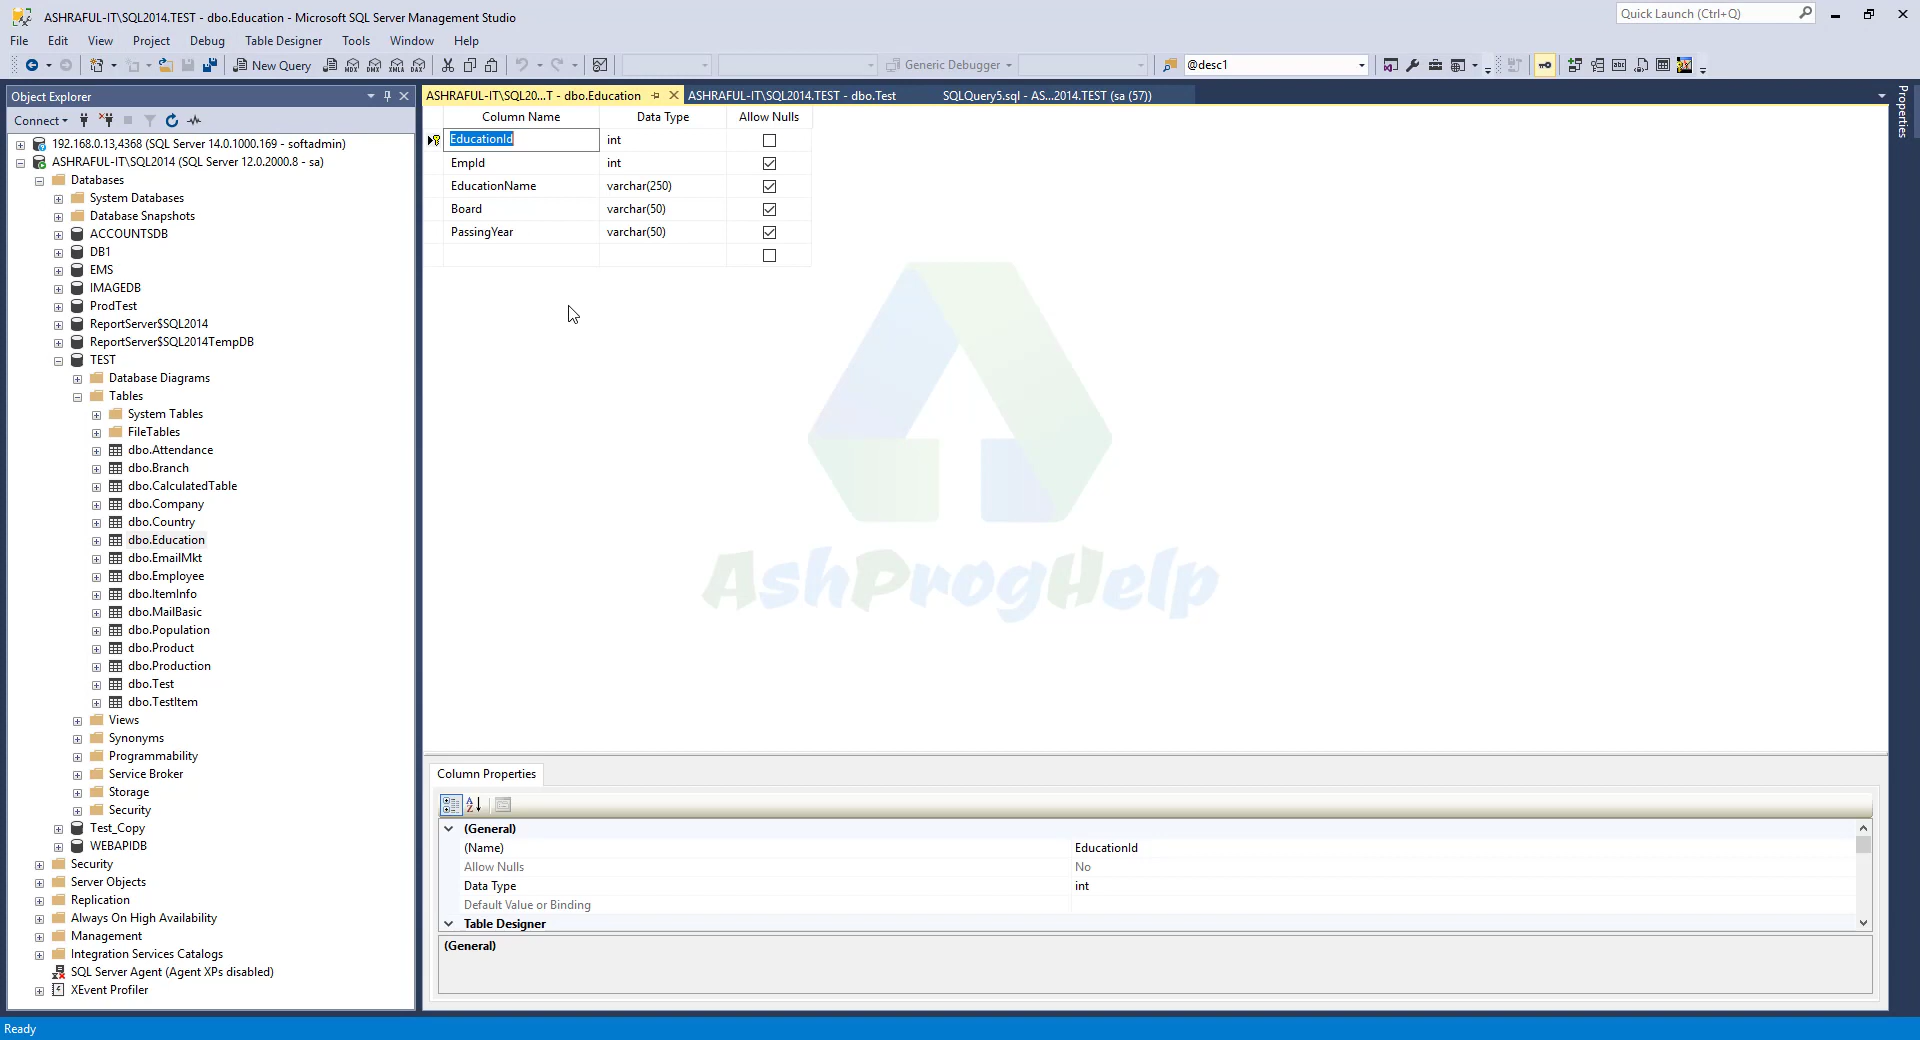 ASHRAFUL-IT\SQL2014.TEST - dbo.Education - Microsoft SQL Server Management Studio
Quick Launch (Ctrl+Q)
File Edit View Project Debug Table Designer Tools Window Help
New Query
MDX DMX XMLA DAX
Generic Debugger
@desc1
Object Explorer
ASHRAFUL-IT\SQL20...T - dbo.Education
ASHRAFUL-IT\SQL2014.TEST - dbo.Test
SQLQuery5.sql - AS...2014.TEST (sa (57))
Properties
Connect
192.168.0.13,4368 (SQL Server 14.0.1000.169 - softadmin)
ASHRAFUL-IT\SQL2014 (SQL Server 12.0.2000.8 - sa)
Databases
System Databases
Database Snapshots
ACCOUNTSDB
DB1
EMS
IMAGEDB
ProdTest
ReportServer$SQL2014
ReportServer$SQL2014TempDB
TEST
Database Diagrams
Tables
System Tables
FileTables
dbo.Attendance
dbo.Branch
dbo.CalculatedTable
dbo.Company
dbo.Country
dbo.Education
dbo.EmailMkt
dbo.Employee
dbo.ItemInfo
dbo.MailBasic
dbo.Population
dbo.Product
dbo.Production
dbo.Test
dbo.TestItem
Views
Synonyms
Programmability
Service Broker
Storage
Security
Test_Copy
WEBAPIDB
Security
Server Objects
Replication
Always On High Availability
Management
Integration Services Catalogs
SQL Server Agent (Agent XPs disabled)
XEvent Profiler
Column Name Data Type Allow Nulls
EducationId int
EmpId int
EducationName varchar(250)
Board varchar(50)
PassingYear varchar(50)
AshProgHelp
Column Properties
(General)
(Name) EducationId
Allow Nulls No
Data Type int
Default Value or Binding
Table Designer
(General)
Ready